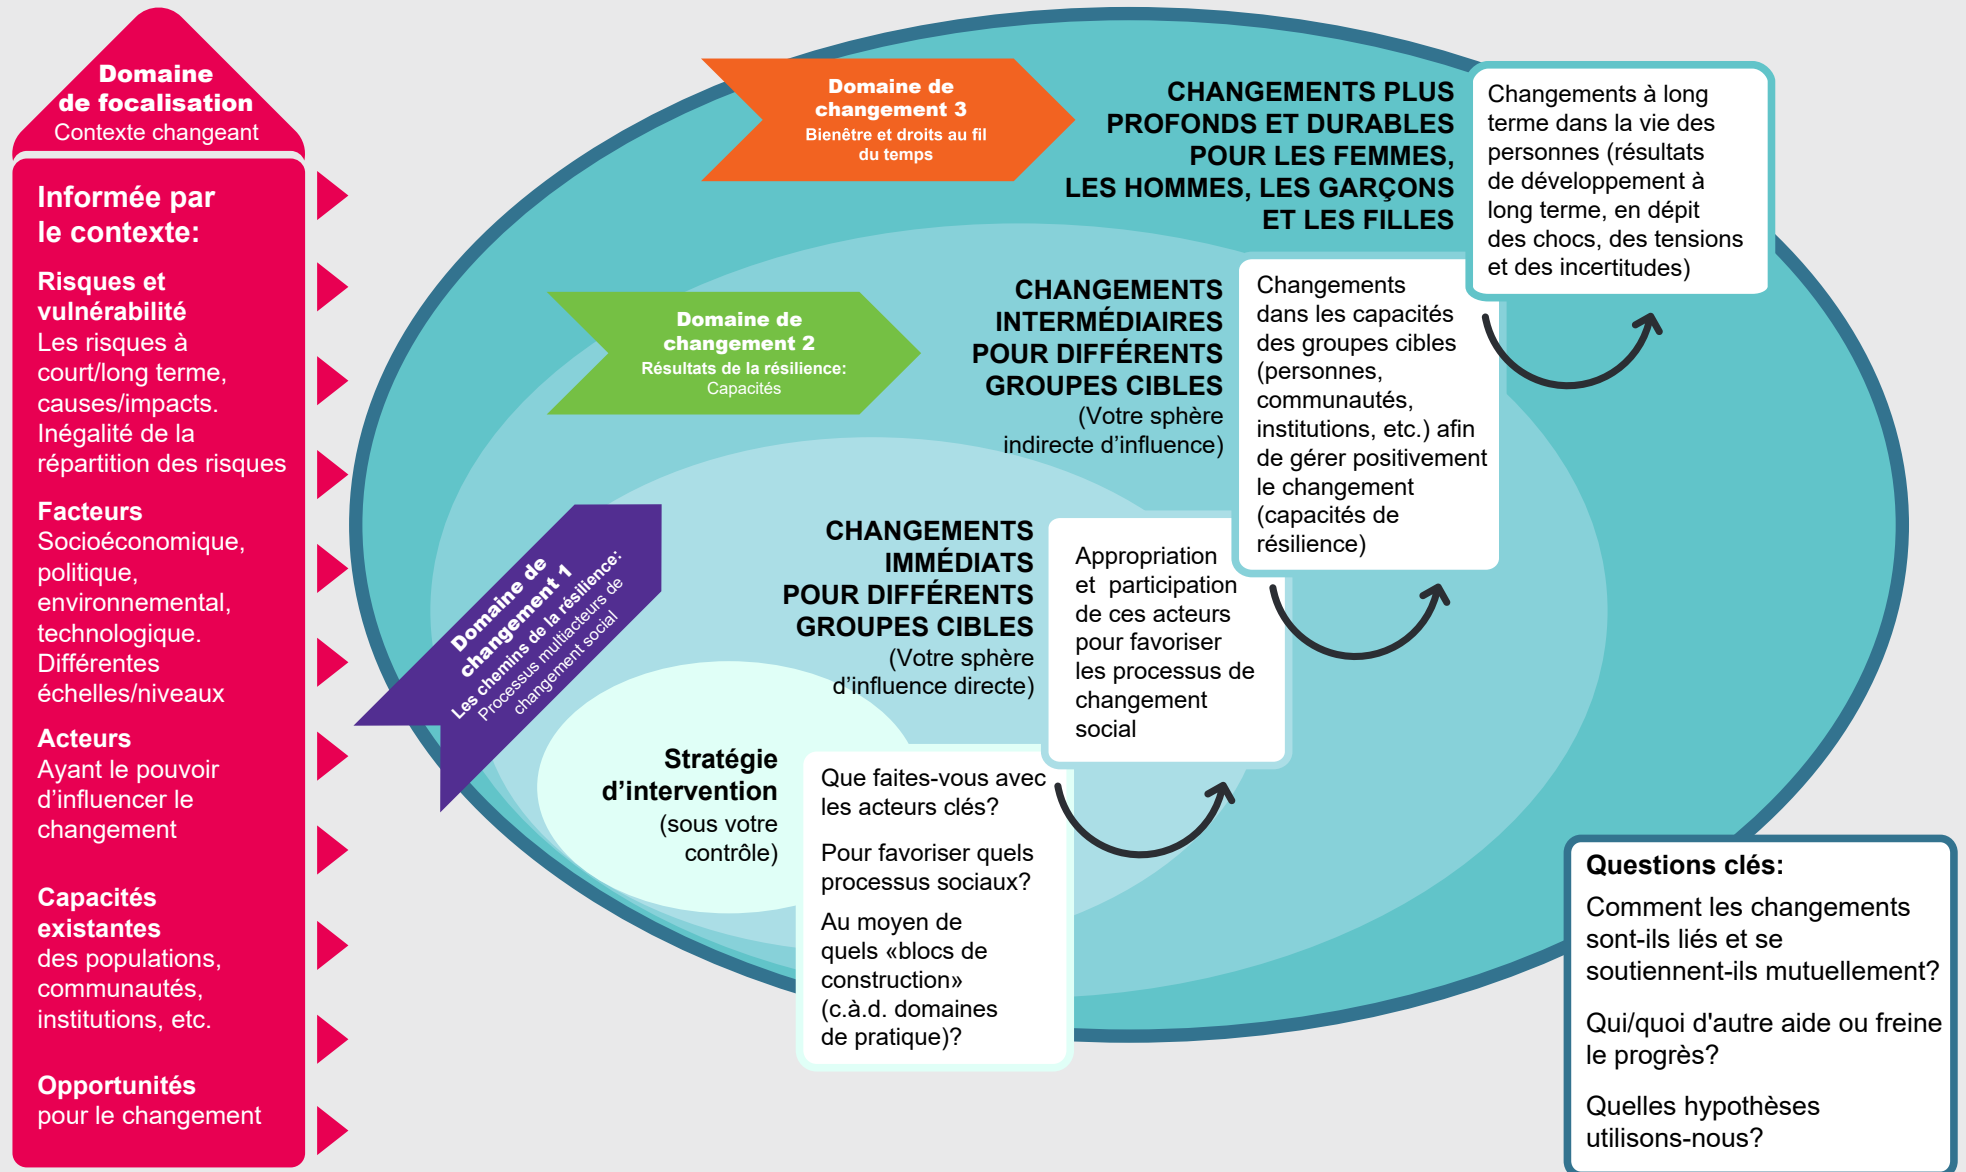 Domaine
de focalisation
Contexte changeant
Informée par
le contexte:
Risques et
vulnérabilité
Les risques à
court/long terme,
causes/impacts.
Inégalité de la
répartition des risques
Facteurs
Socioéconomique,
politique,
environnemental,
technologique.
Différentes
échelles/niveaux
Acteurs
Ayant le pouvoir
d’influencer le
changement
Capacités
existantes
des populations,
communautés,
institutions, etc.
Opportunités
pour le changement
Domaine de
changement 3
Bienêtre et droits au fil
du temps
CHANGEMENTS PLUS
PROFONDS ET DURABLES
POUR LES FEMMES,
LES HOMMES, LES GARÇONS
ET LES FILLES
Changements à long
terme dans la vie des
personnes (résultats
de développement à
long terme, en dépit
des chocs, des tensions
et des incertitudes)
Domaine de
changement 2
Résultats de la résilience:
Capacités
CHANGEMENTS
INTERMÉDIAIRES
POUR DIFFÉRENTS
GROUPES CIBLES
(Votre sphère
indirecte d’influence)
Changements
dans les capacités
des groupes cibles
(personnes,
communautés,
institutions, etc.) afin
de gérer positivement
le changement
(capacités de
résilience)
Domaine de
changement 1
Les chemins de la résilience:
Processus multiacteurs de
changement social
CHANGEMENTS
IMMÉDIATS
POUR DIFFÉRENTS
GROUPES CIBLES
(Votre sphère
d’influence directe)
Appropriation
et participation
de ces acteurs
pour favoriser
les processus de
changement
social
Stratégie
d’intervention
(sous votre
contrôle)
Que faites-vous avec
les acteurs clés?
Pour favoriser quels
processus sociaux?
Au moyen de
quels «blocs de
construction»
(c.à.d. domaines
de pratique)?
Questions clés:
Comment les changements
sont-ils liés et se
soutiennent-ils mutuellement?
Qui/quoi d'autre aide ou freine
le progrès?
Quelles hypothèses
utilisons-nous?